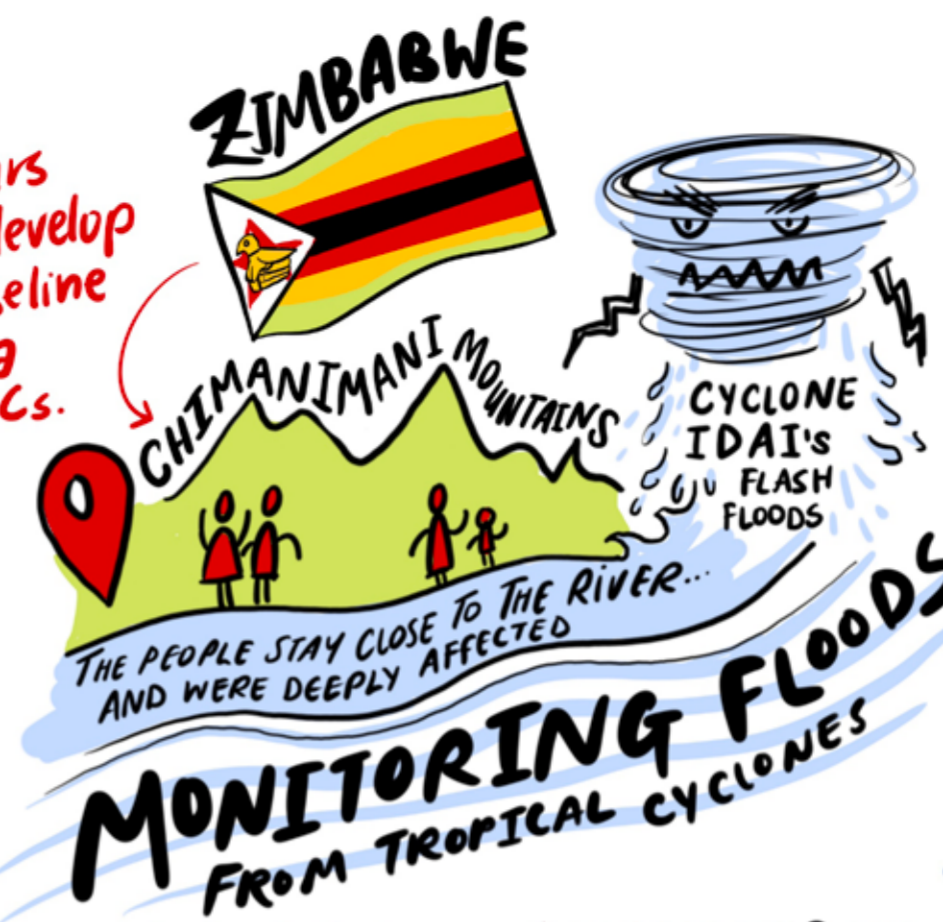 ZIMBABWE
develop
CHIMANIMANI MOUNTAINS
CYCLONE
IDAI's
FLASH
FLOODS
THE PEOPLE STAY CLOSE TO THE RIVER...
AND WERE DEEPLY AFFECTED
MONITORING FLOODS
FROM TROPICAL CYCLONES